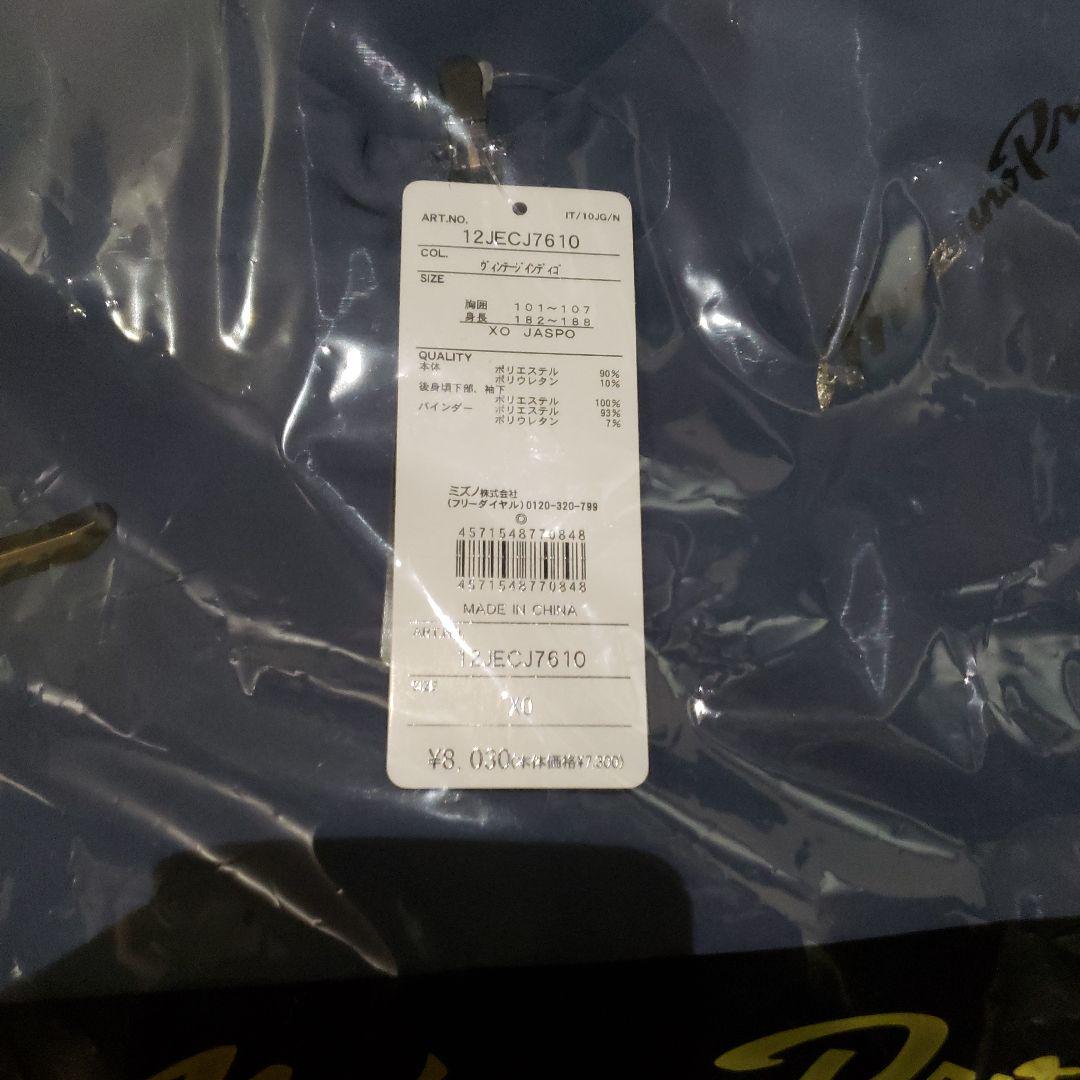 ART.NO. IT/10JG/N
12JECJ7610
COL.
ヴィンテージインディゴ
SIZE
胸囲 101~107
身長 182~188
XO JASPO
QUALITY
本体 ポリエステル 90%
ポリウレタン 10%
後身頃下部、袖下
ポリエステル 100%
バインダー ポリエステル 93%
ポリウレタン 7%
ミズノ株式会社
(フリーダイヤル)0120-320-799
4571548770848
4571548770848
MADE IN CHINA
12JECJ7610
SIZE
XO
¥8,030(本体価格¥7,300)